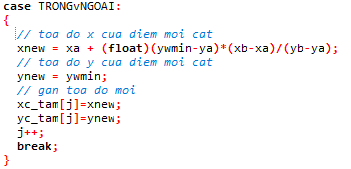 case TRONGvNGOAI:
{
// toa do x cua diem moi cat
xnew = xa + (float)(ywmin-ya)*(xb-xa)/(yb-ya);
// toa do y cua diem moi cat
ynew = ywmin;
// gan toa do moi
xc_tam[j]=xnew;
yc_tam[j]=ynew;
j++;
break;
}